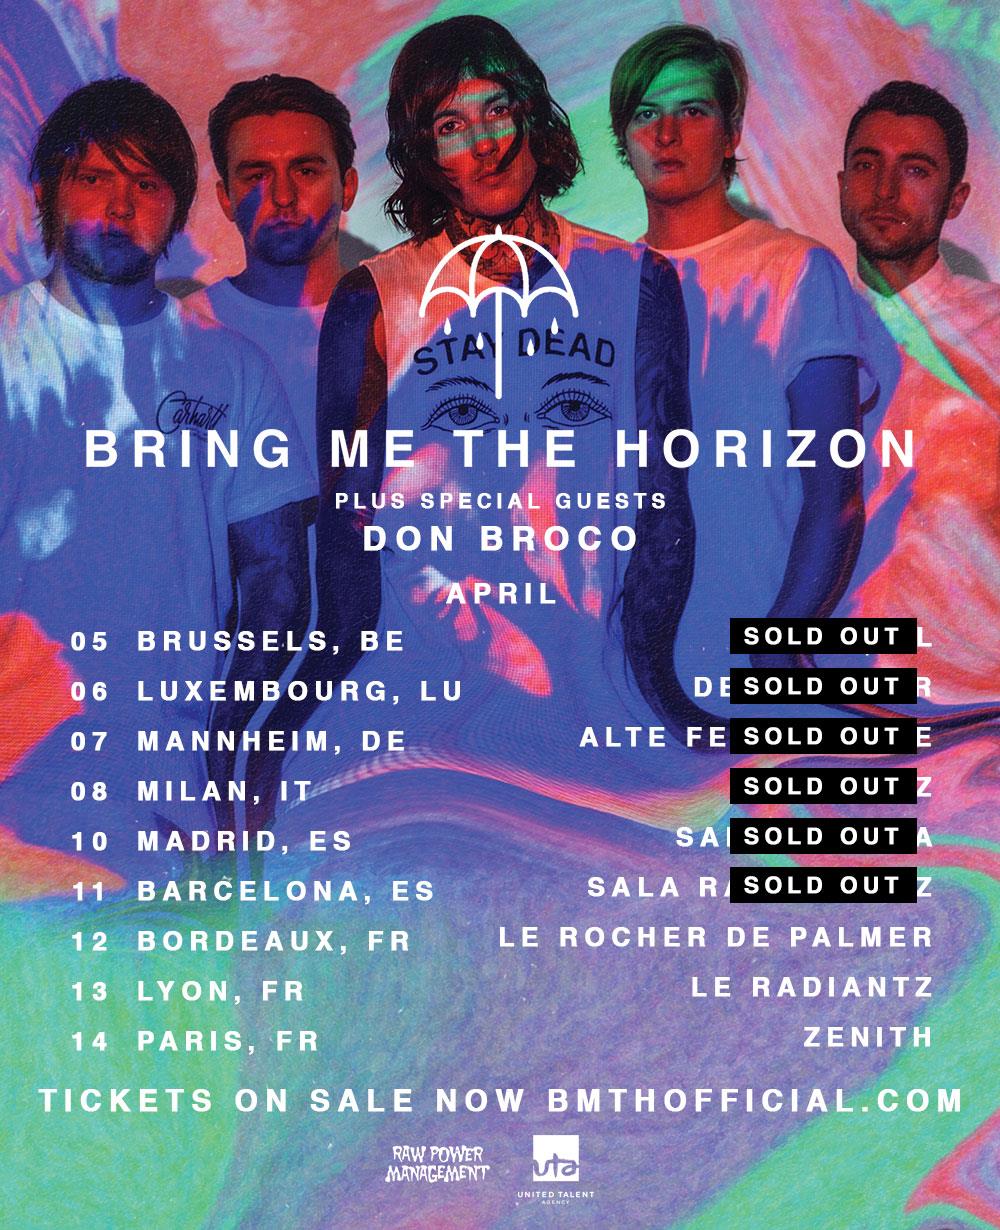 Carhartt
STAY DEAD
BRING ME THE HORIZON
PLUS SPECIAL GUESTS
DON BROCO
APRIL
05 BRUSSELS, BE SOLD OUT
06 LUXEMBOURG, LU SOLD OUT
07 MANNHEIM, DE ALTE SOLD OUT
08 MILAN, IT SOLD OUT
10 MADRID, ES SOLD OUT
11 BARCELONA, ES SALA SOLD OUT
12 BORDEAUX, FR LE ROCHER DE PALMER
13 LYON, FR LE RADIANTZ
14 PARIS, FR ZENITH
TICKETS ON SALE NOW BMTHOFFICIAL.COM
RAW POWER
MANAGEMENT
uta
UNITED TALENT
AGENCY